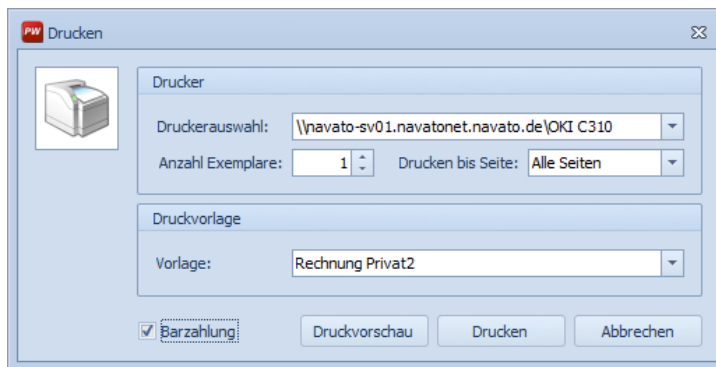 PW Drucken
Drucker
Druckerauswahl: \\navato-sv01.navatonet.navato.de\OKI C310
Anzahl Exemplare: 1 Drucken bis Seite: Alle Seiten
Druckvorlage
Vorlage: Rechnung Privat2
Barzahlung Druckvorschau Drucken Abbrechen